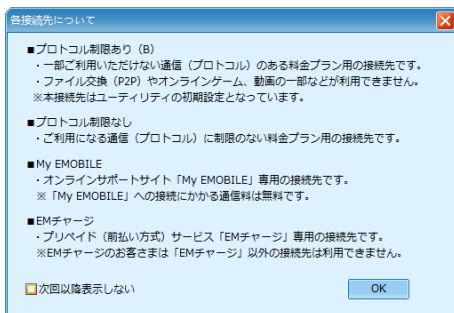 各接続先について
■プロトコル制限あり（B）
・一部ご利用いただけない通信（プロトコル）のある料金プラン用の接続先です。
・ファイル交換（P2P）やオンラインゲーム、動画の一部などが利用できません。
※本接続先はユーティリティの初期設定となっています。
■プロトコル制限なし
・ご利用になる通信（プロトコル）に制限のない料金プラン用の接続先です。
■My EMOBILE
・オンラインサポートサイト「My EMOBILE」専用の接続先です。
※「My EMOBILE」への接続にかかる通信料は無料です。
■EMチャージ
・プリペイド（前払い方式）サービス「EMチャージ」専用の接続先です。
※EMチャージのお客さまは「EMチャージ」以外の接続先は利用できません。
次回以降表示しない
OK